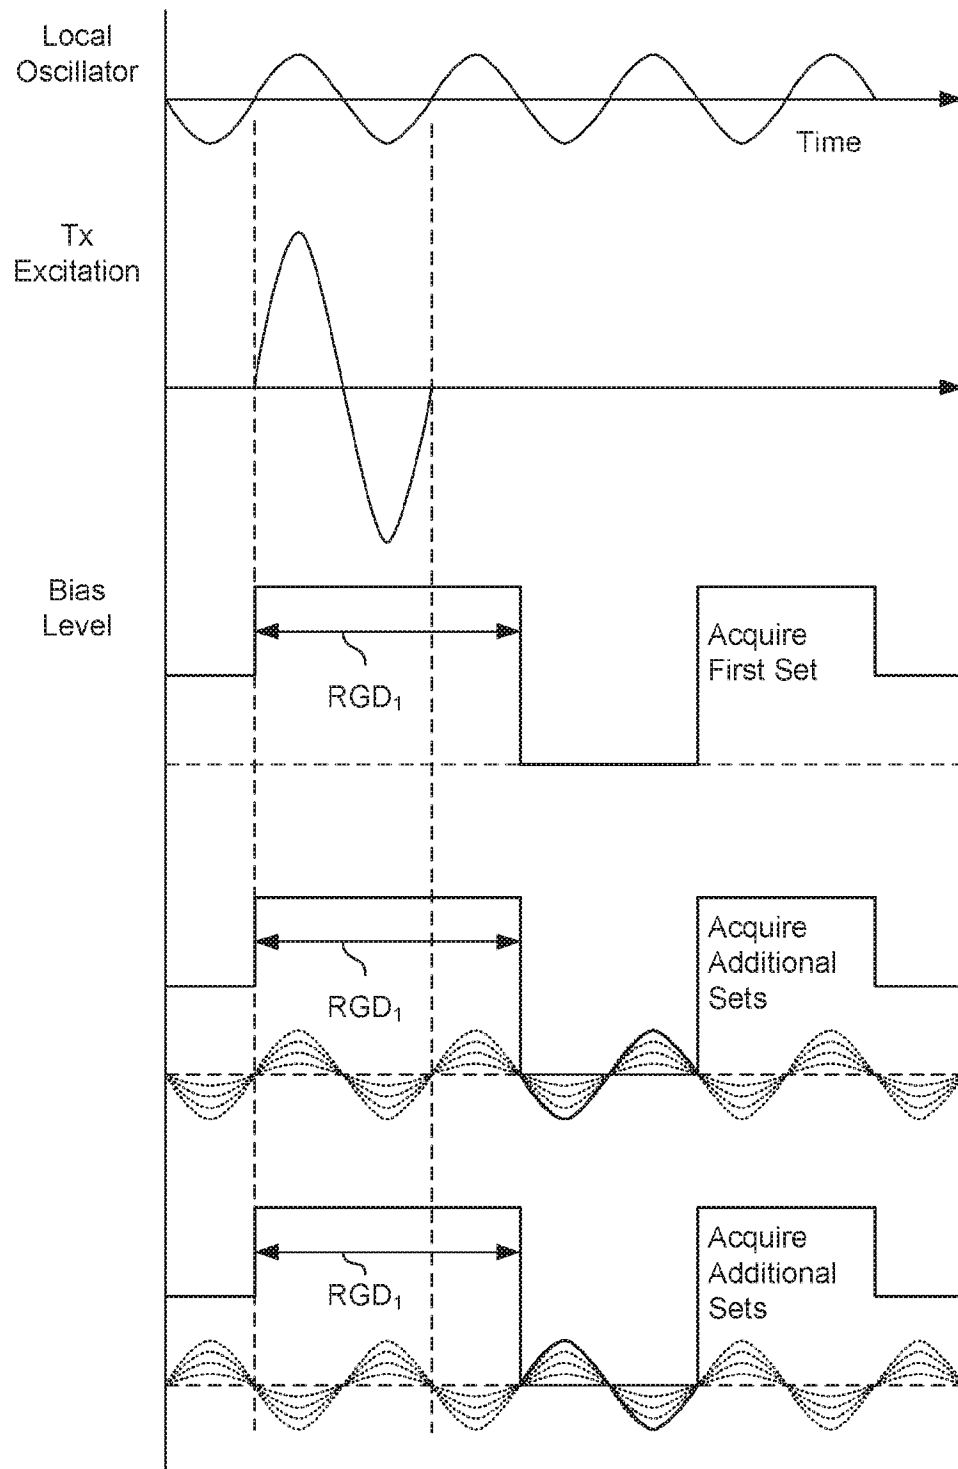 Local
Oscillator
Time
Tx
Excitation
Bias
Level
RGD₁
Acquire
First Set
RGD₁
Acquire
Additional
Sets
RGD₁
Acquire
Additional
Sets